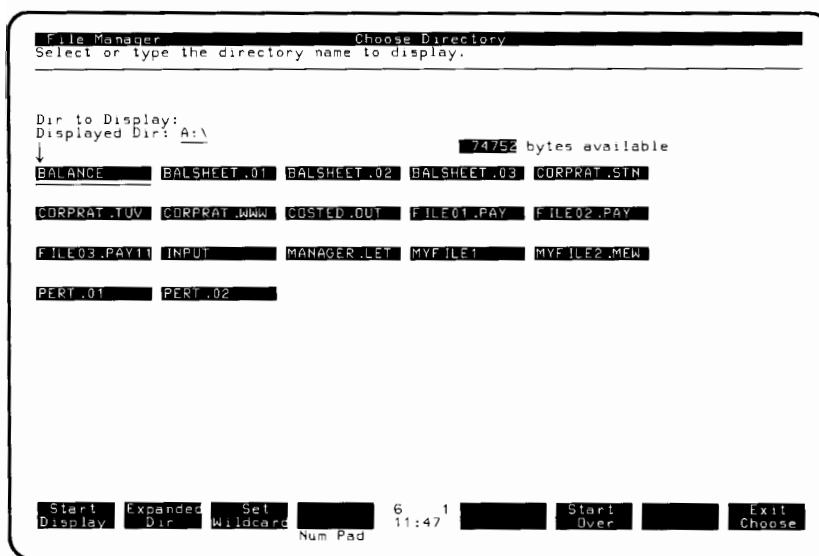 File Manager Choose Directory
Select or type the directory name to display.
Dir to Display:
Displayed Dir: A:\
74752 bytes available
BALANCE BALSHEET.01 BALSHEET.02 BALSHEET.03 CORPRAT.STN
CORPRAT.TUV CORPRAT.WWW COSTED.OUT FILE01.PAY FILE02.PAY
FILE03.PAY11 INPUT MANAGER.LET MYFILE1 MYFILE2.MEW
PERT.01 PERT.02
Start Expanded Set 6 1 Start Exit
Display Dir Wildcard 11:47 Over Choose
Num Pad